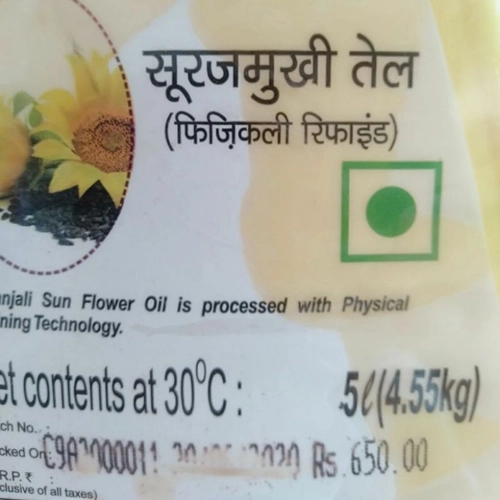 सूरजमुखी तेल
(फिज़िकली रिफाइंड)
njali Sun Flower Oil is processed with Physical
ning Technology.
et contents at 30°C : 5ℓ(4.55kg)
ch No.
cked On: Rs 650.00
R.P. ₹ :
clusive of all taxes)